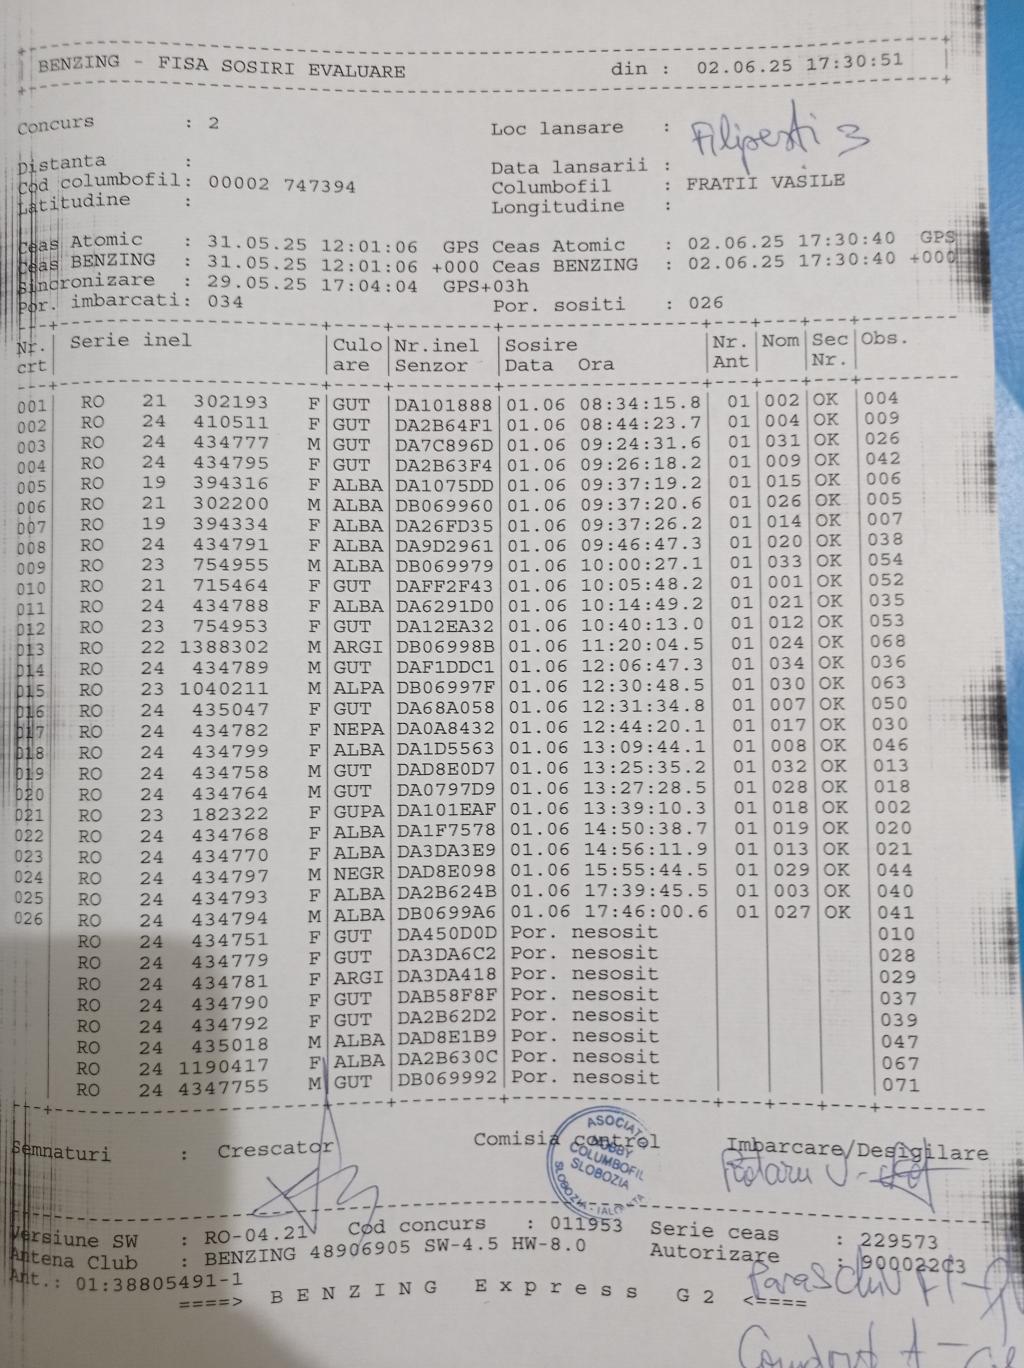 BENZING - FISA SOSIRI EVALUARE din : 02.06.25 17:30:51
Concurs : 2 Loc lansare : Filipesti 3
Distanta : Data lansarii :
Cod columbofil: 00002 747394 Columbofil : FRATII VASILE
Latitudine : Longitudine :
Ceas Atomic : 31.05.25 12:01:06 GPS Ceas Atomic : 02.06.25 17:30:40 GPS
Ceas BENZING : 31.05.25 12:01:06 +000 Ceas BENZING : 02.06.25 17:30:40 +000
Sincronizare : 29.05.25 17:04:04 GPS+03h
Por. imbarcati: 034 Por. sositi : 026
Nr. Serie inel Culo Nr.inel Sosire Nr. Nom Sec Obs.
crt are Senzor Data Ora Ant Nr.
001 RO 21 302193 F GUT DA101888 01.06 08:34:15.8 01 002 OK 004
002 RO 24 410511 F GUT DA2B64F1 01.06 08:44:23.7 01 004 OK 009
003 RO 24 434777 M GUT DA7C896D 01.06 09:24:31.6 01 031 OK 026
004 RO 24 434795 F GUT DA2B63F4 01.06 09:26:18.2 01 009 OK 042
005 RO 19 394316 F ALBA DA1075DD 01.06 09:37:19.2 01 015 OK 006
006 RO 21 302200 M ALBA DB069960 01.06 09:37:20.6 01 026 OK 005
007 RO 19 394334 F ALBA DA26FD35 01.06 09:37:26.2 01 014 OK 007
008 RO 24 434791 F ALBA DA9D2961 01.06 09:46:47.3 01 020 OK 038
009 RO 23 754955 M ALBA DB069979 01.06 10:00:27.1 01 033 OK 054
010 RO 21 715464 F GUT DAFF2F43 01.06 10:05:48.2 01 001 OK 052
011 RO 24 434788 F ALBA DA6291D0 01.06 10:14:49.2 01 021 OK 035
012 RO 23 754953 F GUT DA12EA32 01.06 10:40:13.0 01 012 OK 053
013 RO 22 1388302 M ARGI DB06998B 01.06 11:20:04.5 01 024 OK 068
014 RO 24 434789 M GUT DAF1DDC1 01.06 12:06:47.3 01 034 OK 036
015 RO 23 1040211 M ALPA DB06997F 01.06 12:30:48.5 01 030 OK 063
016 RO 24 435047 F GUT DA68A058 01.06 12:31:34.8 01 007 OK 050
017 RO 24 434782 F NEPA DA0A8432 01.06 12:44:20.1 01 017 OK 030
018 RO 24 434799 F ALBA DA1D5563 01.06 13:09:44.1 01 008 OK 046
019 RO 24 434758 M GUT DAD8E0D7 01.06 13:25:35.2 01 032 OK 013
020 RO 24 434764 M GUT DA0797D9 01.06 13:27:28.5 01 028 OK 018
021 RO 23 182322 F GUPA DA101EAF 01.06 13:39:10.3 01 018 OK 002
022 RO 24 434768 F ALBA DA1F7578 01.06 14:50:38.7 01 019 OK 020
023 RO 24 434770 F ALBA DA3DA3E9 01.06 14:56:11.9 01 013 OK 021
024 RO 24 434797 M NEGR DAD8E098 01.06 15:55:44.5 01 029 OK 044
025 RO 24 434793 F ALBA DA2B624B 01.06 17:39:45.5 01 003 OK 040
026 RO 24 434794 M ALBA DB0699A6 01.06 17:46:00.6 01 027 OK 041
RO 24 434751 F GUT DA450D0D Por. nesosit 010
RO 24 434779 F GUT DA3DA6C2 Por. nesosit 028
RO 24 434781 F ARGI DA3DA418 Por. nesosit 029
RO 24 434790 F GUT DAB58F8F Por. nesosit 037
RO 24 434792 F GUT DA2B62D2 Por. nesosit 039
RO 24 435018 M ALBA DAD8E1B9 Por. nesosit 047
RO 24 1190417 F ALBA DA2B630C Por. nesosit 067
RO 24 4347755 M GUT DB069992 Por. nesosit 071
Semnaturi : Crescator Comisia control Imbarcare/Desigilare
HOBBY
COLUMBOFIL
SLOBOZIA
Versiune SW : RO-04.21 Cod concurs : 011953 Serie ceas : 229573
Antena Club : BENZING 48906905 SW-4.5 HW-8.0 Autorizare : 900022C3
Ant.: 01:38805491-1
====> BENZING Express G2 <====